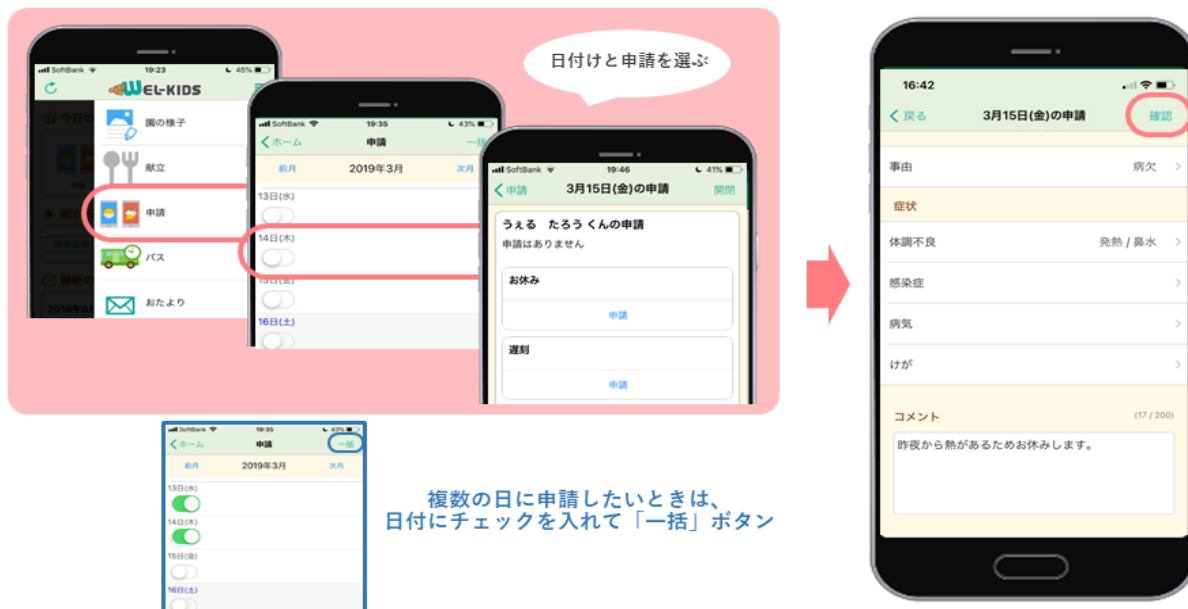 SoftBank 19:23 45%
WEL-KIDS
園の様子
献立
申請
バス
おたより
SoftBank 19:35 43%
ホーム 申請
前月 2019年3月 次月
13日(水)
14日(木)
15日(金)
16日(土)
日付けと申請を選ぶ
SoftBank 19:46 41%
申請 3月15日(金)の申請 開閉
うぇる たろう くんの申請
申請はありません
お休み
申請
遅刻
申請
16:42
戻る 3月15日(金)の申請 確認
事由 病欠
症状
体調不良 発熱 / 鼻水
感染症
病気
けが
コメント (17 / 200)
昨夜から熱があるためお休みします。
SoftBank 19:35 43%
ホーム 申請 一括
前月 2019年3月 次月
13日(水)
14日(木)
15日(金)
16日(土)
複数の日に申請したいときは、
日付にチェックを入れて「一括」ボタン